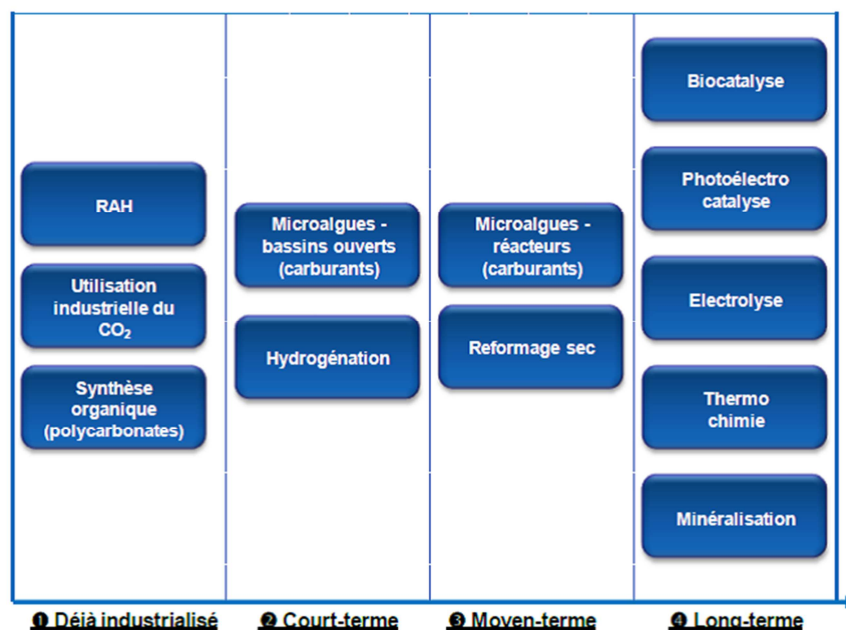 RAH
Utilisation
industrielle du
CO₂
Synthèse
organique
(polycarbonates)
Microalgues -
bassins ouverts
(carburants)
Hydrogénation
Microalgues -
réacteurs
(carburants)
Reformage sec
Biocatalyse
Photoélectro
catalyse
Electrolyse
Thermo
chimie
Minéralisation
❶ Déjà industrialisé
❷ Court-terme
❸ Moyen-terme
❹ Long-terme